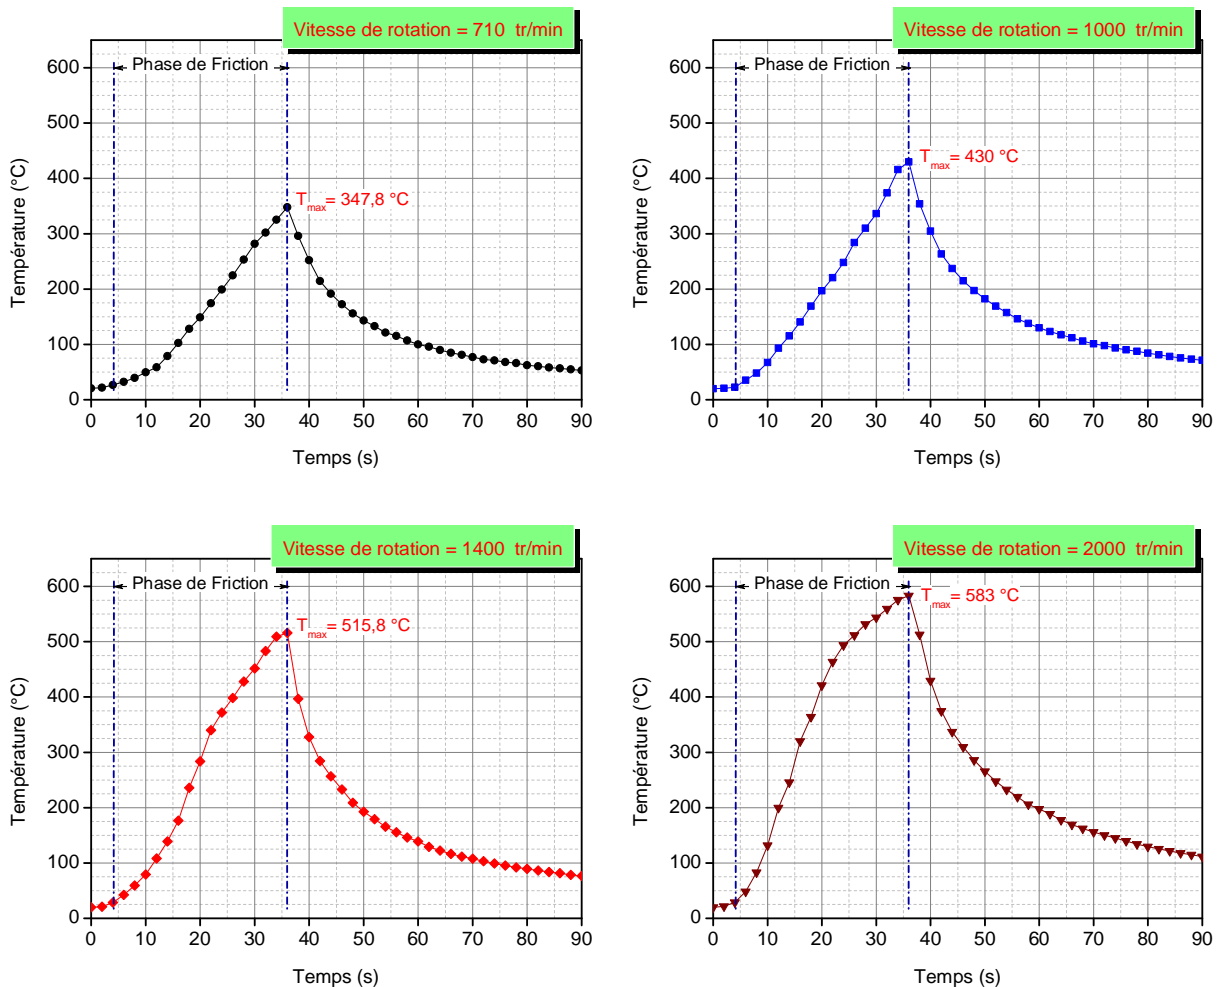 Vitesse de rotation = 710 tr/min
Phase de Friction
600
500
400
300
200
100
0
Tmax= 347,8 °C
Température (°C)
0 10 20 30 40 50 60 70 80 90
Temps (s)
Vitesse de rotation = 1000 tr/min
Phase de Friction
600
500
400
300
200
100
0
Tmax= 430 °C
Température (°C)
0 10 20 30 40 50 60 70 80 90
Temps (s)
Vitesse de rotation = 1400 tr/min
Phase de Friction
600
500
400
300
200
100
0
Tmax= 515,8 °C
Température (°C)
0 10 20 30 40 50 60 70 80 90
Temps (s)
Vitesse de rotation = 2000 tr/min
Phase de Friction
600
500
400
300
200
100
0
Tmax= 583 °C
Température (°C)
0 10 20 30 40 50 60 70 80 90
Temps (s)